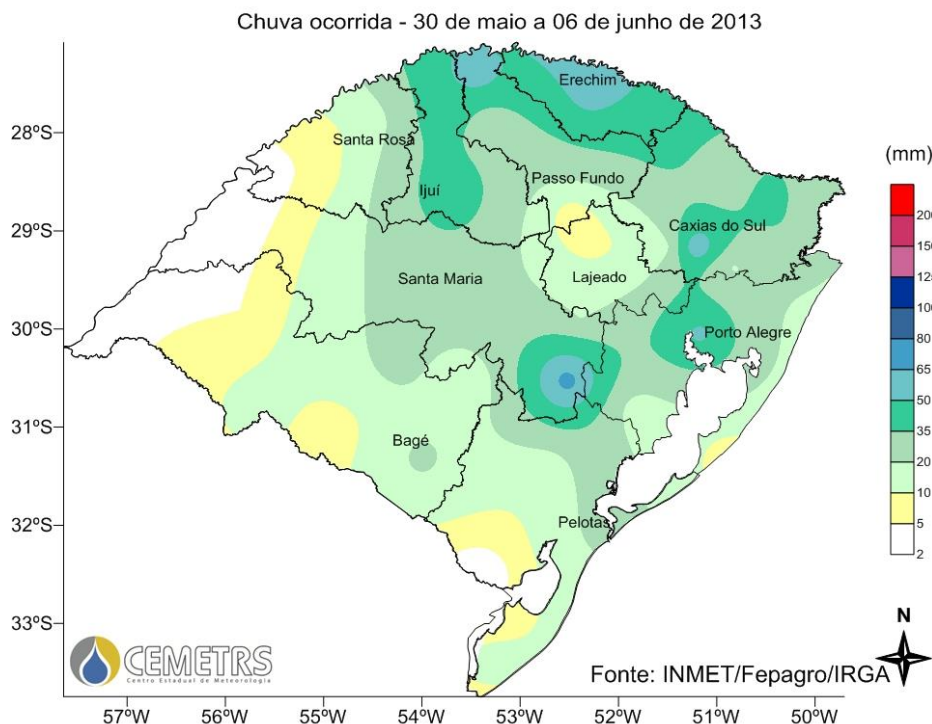 Chuva ocorrida - 30 de maio a 06 de junho de 2013
Erechim
28ºS
Santa Rosa
(mm)
Passo Fundo
Ijuí
200
150
125
100
80
65
50
35
20
10
5
2
29ºS
Caxias do Sul
Santa Maria
Lajeado
30ºS
Porto Alegre
31ºS
Bagé
32ºS
Pelotas
33ºS
N
CEMETRS
Centro Estadual de Meteorologia
Fonte: INMET/Fepagro/IRGA
57ºW 56ºW 55ºW 54ºW 53ºW 52ºW 51ºW 50ºW